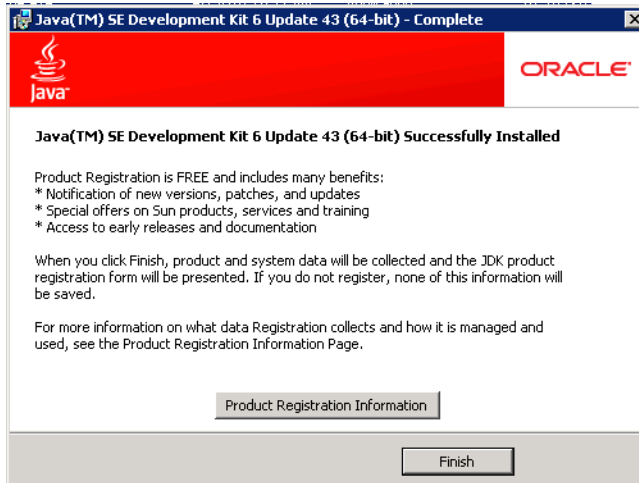 Java(TM) SE Development Kit 6 Update 43 (64-bit) - Complete
Java
ORACLE
Java(TM) SE Development Kit 6 Update 43 (64-bit) Successfully Installed
Product Registration is FREE and includes many benefits:
* Notification of new versions, patches, and updates
* Special offers on Sun products, services and training
* Access to early releases and documentation
When you click Finish, product and system data will be collected and the JDK product
registration form will be presented. If you do not register, none of this information will
be saved.
For more information on what data Registration collects and how it is managed and
used, see the Product Registration Information Page.
Product Registration Information
Finish